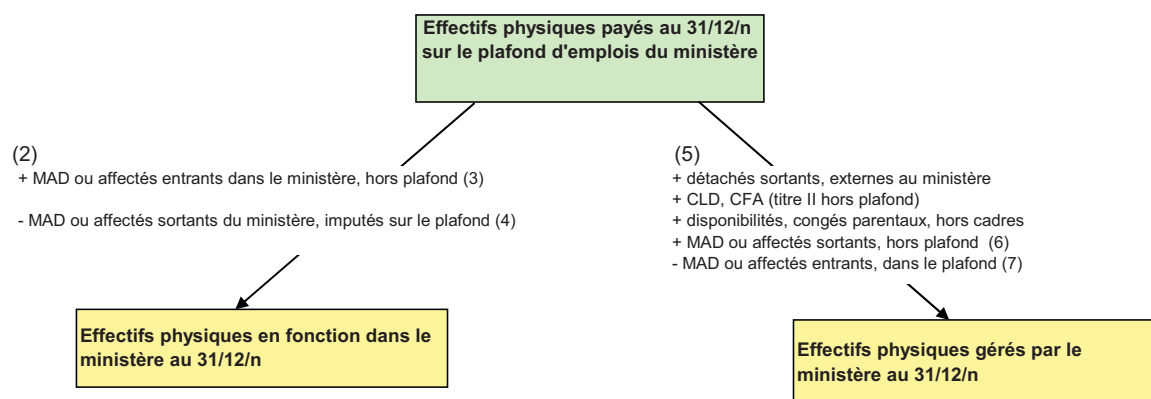 Effectifs physiques payés au 31/12/n
sur le plafond d'emplois du ministère
(2)
+ MAD ou affectés entrants dans le ministère, hors plafond (3)
- MAD ou affectés sortants du ministère, imputés sur le plafond (4)
(5)
+ détachés sortants, externes au ministère
+ CLD, CFA (titre II hors plafond)
+ disponibilités, congés parentaux, hors cadres
+ MAD ou affectés sortants, hors plafond (6)
- MAD ou affectés entrants, dans le plafond (7)
Effectifs physiques en fonction dans le
ministère au 31/12/n
Effectifs physiques gérés par le
ministère au 31/12/n